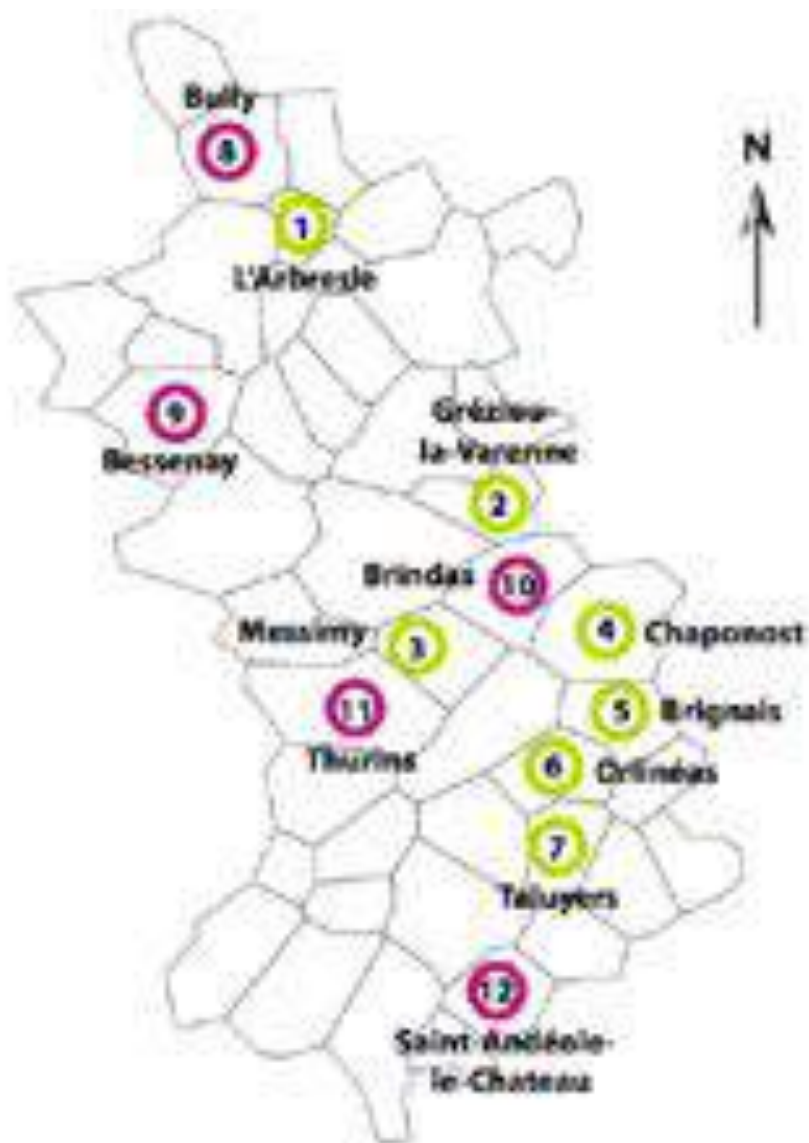 Bully
8
N
1
L'Arbresle
9
Bessenay
Grézieu-
la-Varenne
2
Brindas
10
Messimy
3
4
Chaponost
11
Thurins
5
Brignais
6
Orliénas
7
Taluyers
12
Saint-Andéole-
le-Chateau